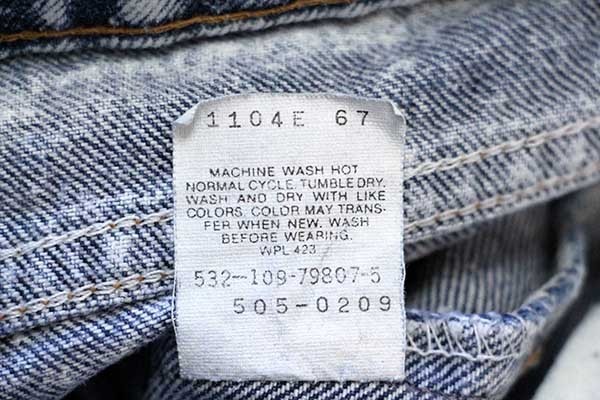 1104E 67
MACHINE WASH HOT
NORMAL CYCLE. TUMBLE DRY.
WASH AND DRY WITH LIKE
COLORS. COLOR MAY TRANS-
FER WHEN NEW. WASH
BEFORE WEARING.
WPL 423
532-109-79807-5
505-0209